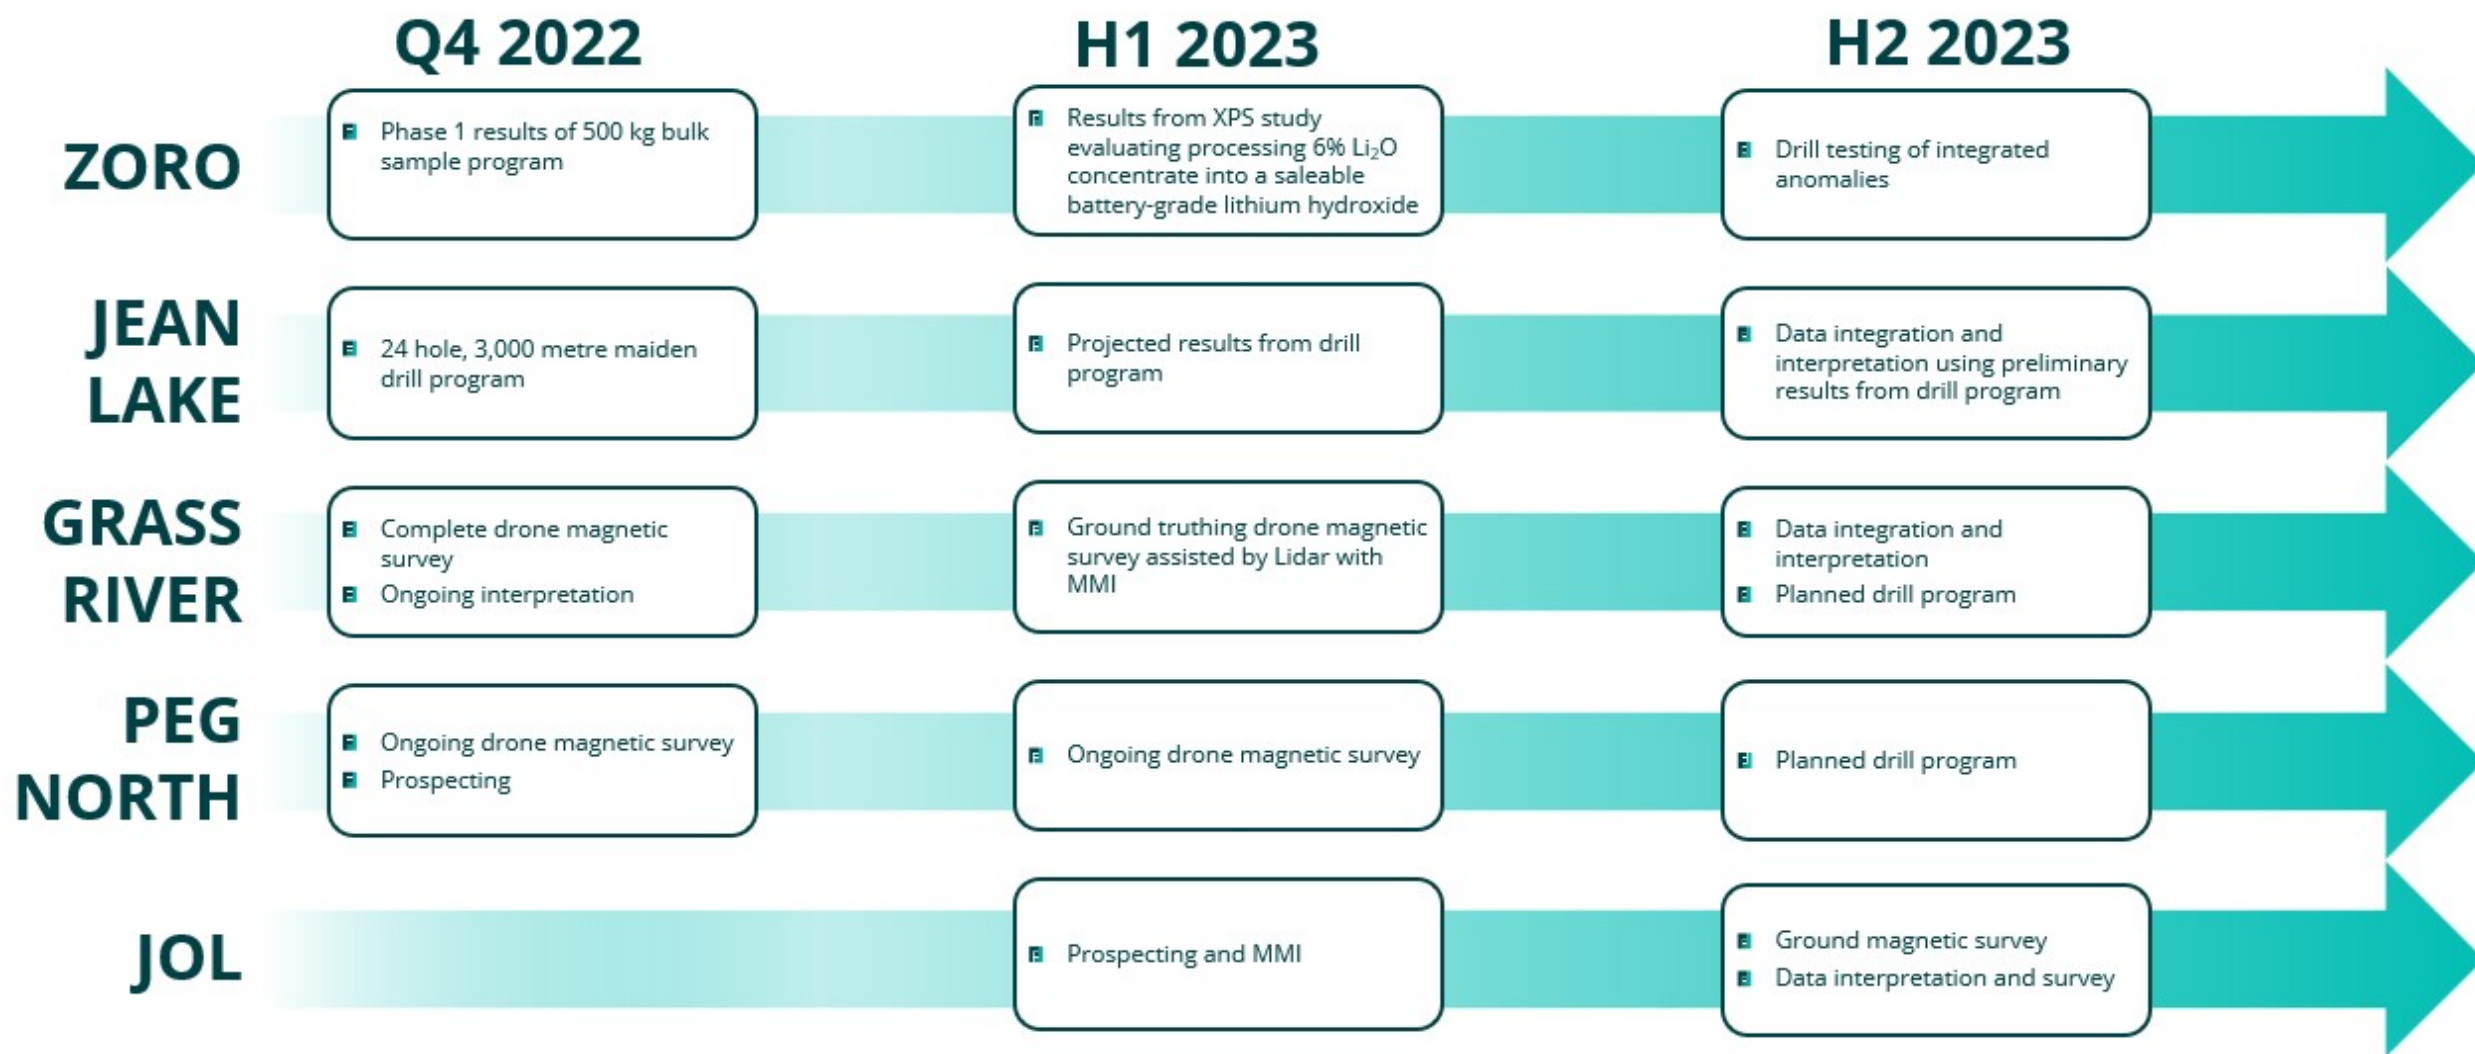 Q4 2022
H1 2023
H2 2023
ZORO
Phase 1 results of 500 kg bulk
sample program
Results from XPS study
evaluating processing 6% Li₂O
concentrate into a saleable
battery-grade lithium hydroxide
Drill testing of integrated
anomalies
JEAN
LAKE
24 hole, 3,000 metre maiden
drill program
Projected results from drill
program
Data integration and
interpretation using preliminary
results from drill program
GRASS
RIVER
Complete drone magnetic
survey
Ongoing interpretation
Ground truthing drone magnetic
survey assisted by Lidar with
MMI
Data integration and
interpretation
Planned drill program
PEG
NORTH
Ongoing drone magnetic survey
Prospecting
Ongoing drone magnetic survey
Planned drill program
JOL
Prospecting and MMI
Ground magnetic survey
Data interpretation and survey